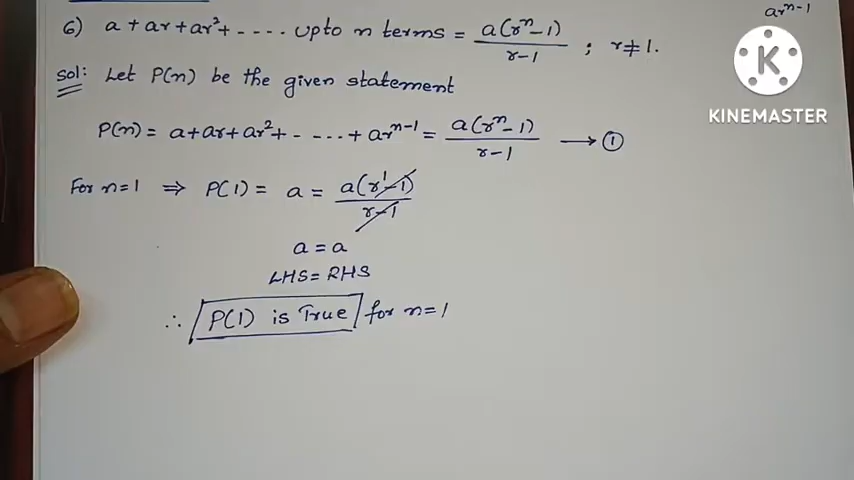 ar^{n-1}
6) a + ar + ar² + - - - - upto n terms = a(r^n - 1) / r - 1 ; r ≠ 1.
KINEMASTER
Sol: Let P(n) be the given statement
P(n) = a + ar + ar² + - - - - + ar^{n-1} = a(r^n - 1) / r - 1 → ①
For n=1 ⇒ P(1) = a = a(r^1 - 1) / r - 1
a = a
LHS = RHS
∴ P(1) is True for n=1